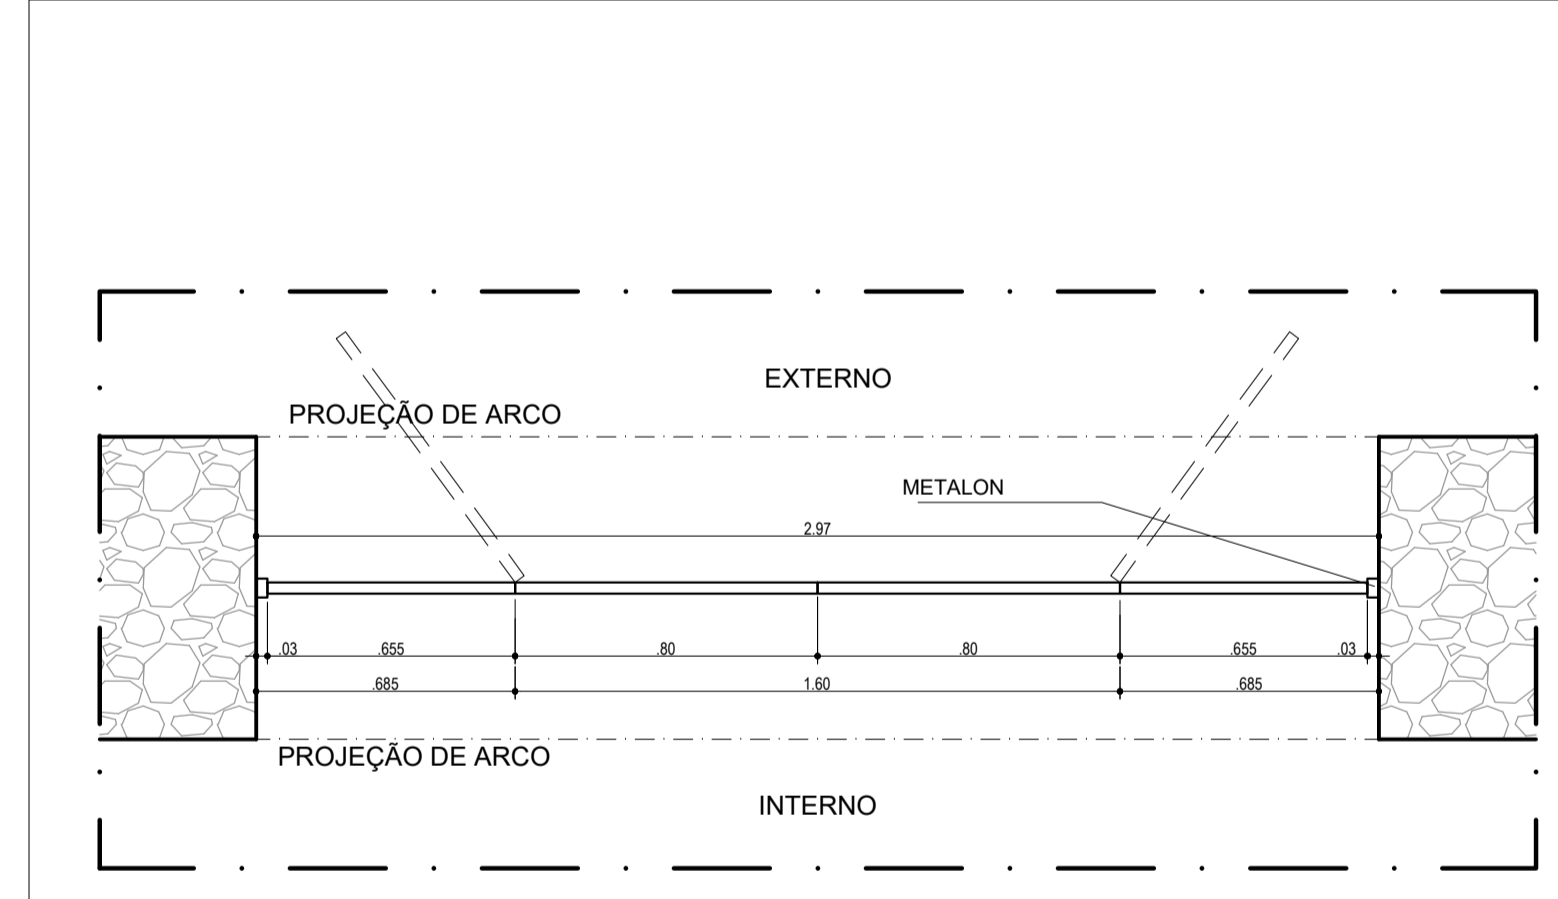 EXTERNO
PROJEÇÃO DE ARCO
METALON
2.97
.03 .655 .80 .80 .655 .03
.685 1.60 .685
PROJEÇÃO DE ARCO
INTERNO